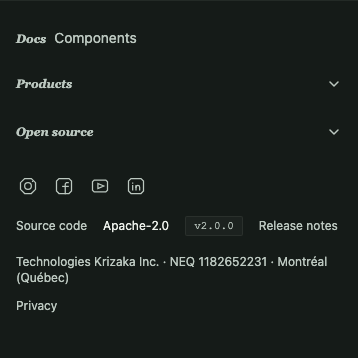 Docs Components
Products
Open source
Source code Apache-2.0 v2.0.0 Release notes
Technologies Krizaka Inc. · NEQ 1182652231 · Montréal
(Québec)
Privacy